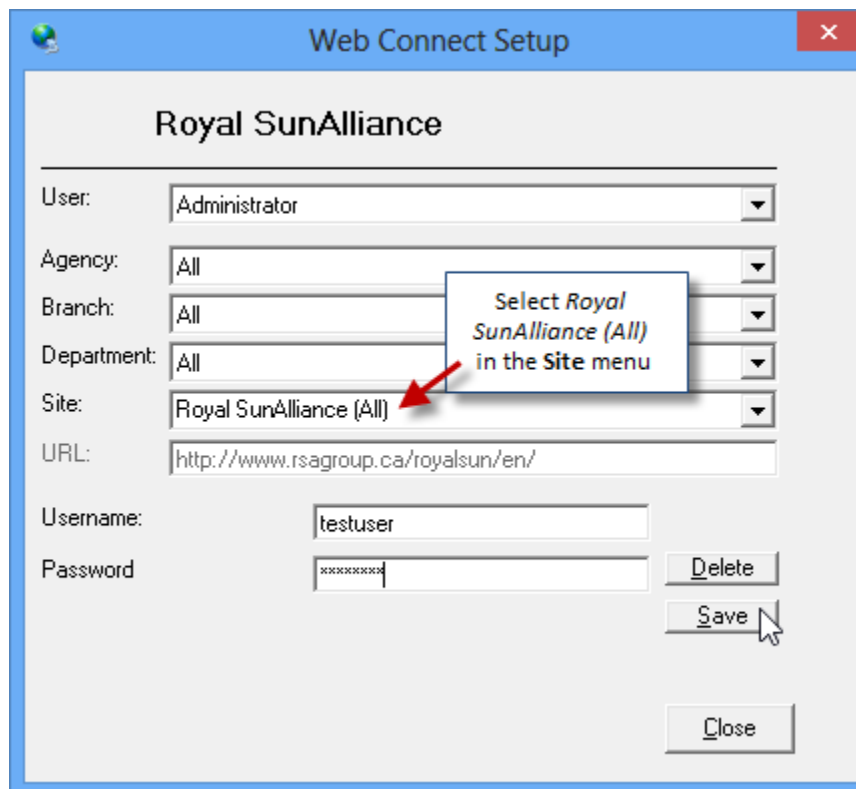 Web Connect Setup
Royal SunAlliance
User: Administrator
Agency: All
Branch: All
Select Royal
SunAlliance (All)
in the Site menu
Department: All
Site: Royal SunAlliance (All)
URL: http://www.rsagroup.ca/royalsun/en/
Username: testuser
Password ********
Delete
Save
Close